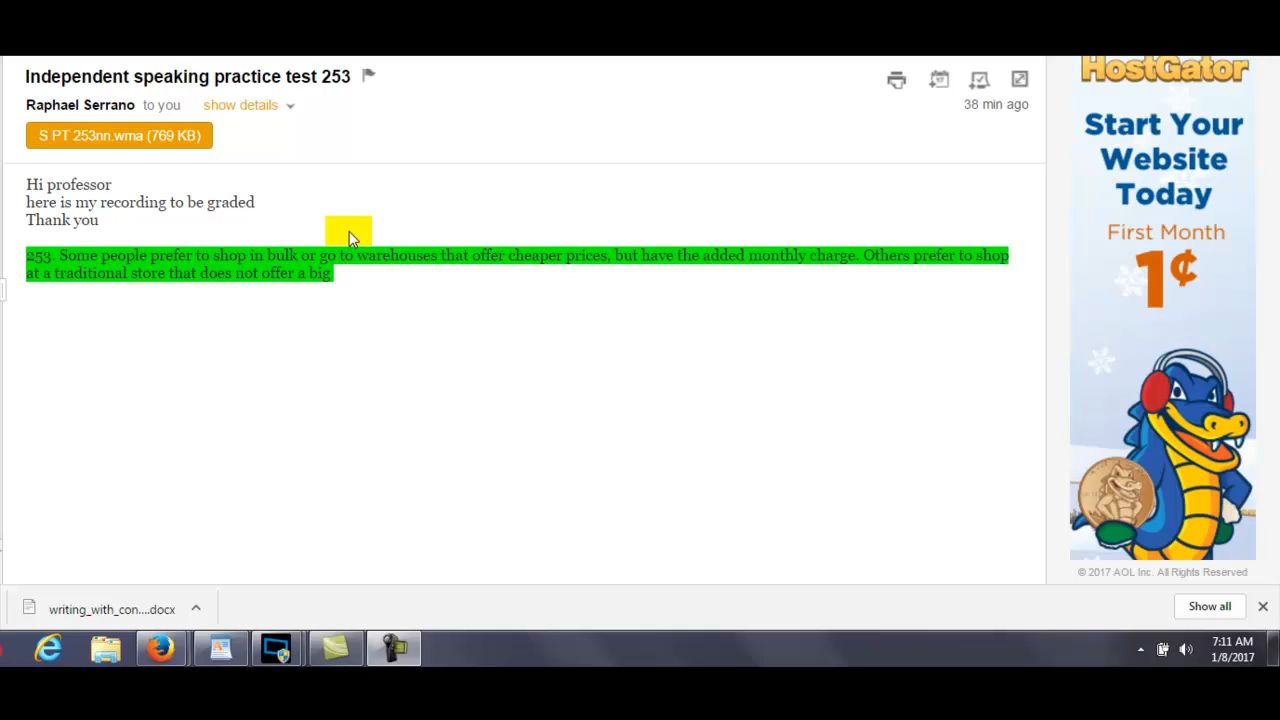 Independent speaking practice test 253
Raphael Serrano to you show details
38 min ago
S PT 253nn.wma (769 KB)
Hi professor
here is my recording to be graded
Thank you
253. Some people prefer to shop in bulk or go to warehouses that offer cheaper prices, but have the added monthly charge. Others prefer to shop
at a traditional store that does not offer a big
HostGator
Start Your
Website
Today
First Month
1¢
© 2017 AOL Inc. All Rights Reserved
writing_with_con....docx
Show all
7:11 AM
1/8/2017